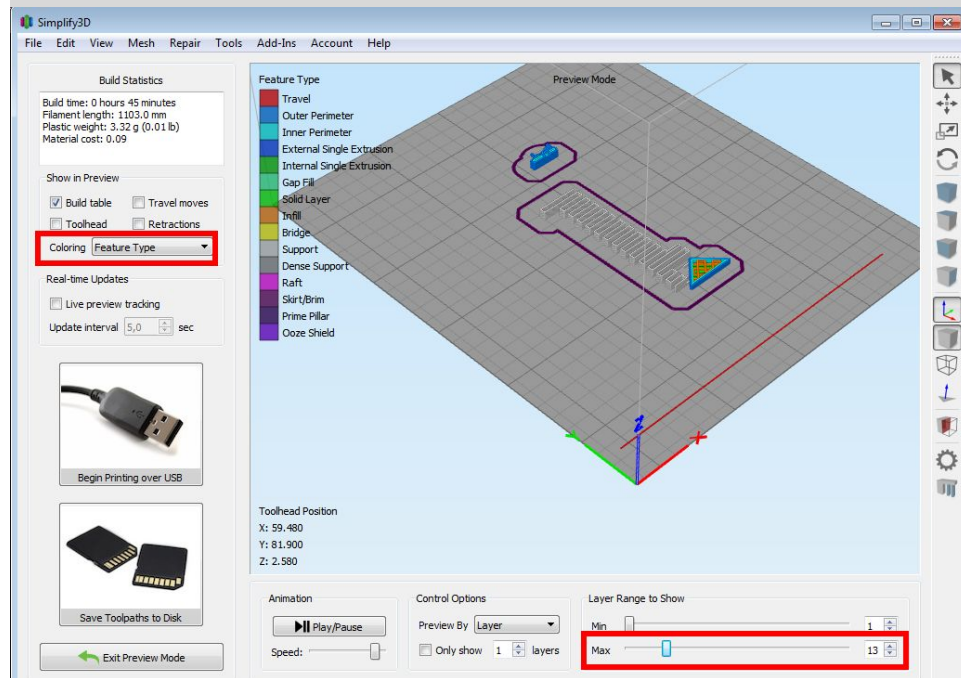 Simplify3D
File Edit View Mesh Repair Tools Add-Ins Account Help
Build Statistics
Build time: 0 hours 45 minutes
Filament length: 1103.0 mm
Plastic weight: 3.32 g (0.01 lb)
Material cost: 0.09
Show in Preview
Build table Travel moves
Toolhead Retractions
Coloring Feature Type
Real-time Updates
Live preview tracking
Update interval 5,0 sec
Begin Printing over USB
Save Toolpaths to Disk
Exit Preview Mode
Feature Type
Travel
Outer Perimeter
Inner Perimeter
External Single Extrusion
Internal Single Extrusion
Gap Fill
Solid Layer
Infill
Bridge
Support
Dense Support
Raft
Skirt/Brim
Prime Pillar
Ooze Shield
Preview Mode
Z
X
Toolhead Position
X: 59.480
Y: 81.900
Z: 2.580
Animation
Play/Pause
Speed:
Control Options
Preview By Layer
Only show 1 layers
Layer Range to Show
Min 1
Max 13